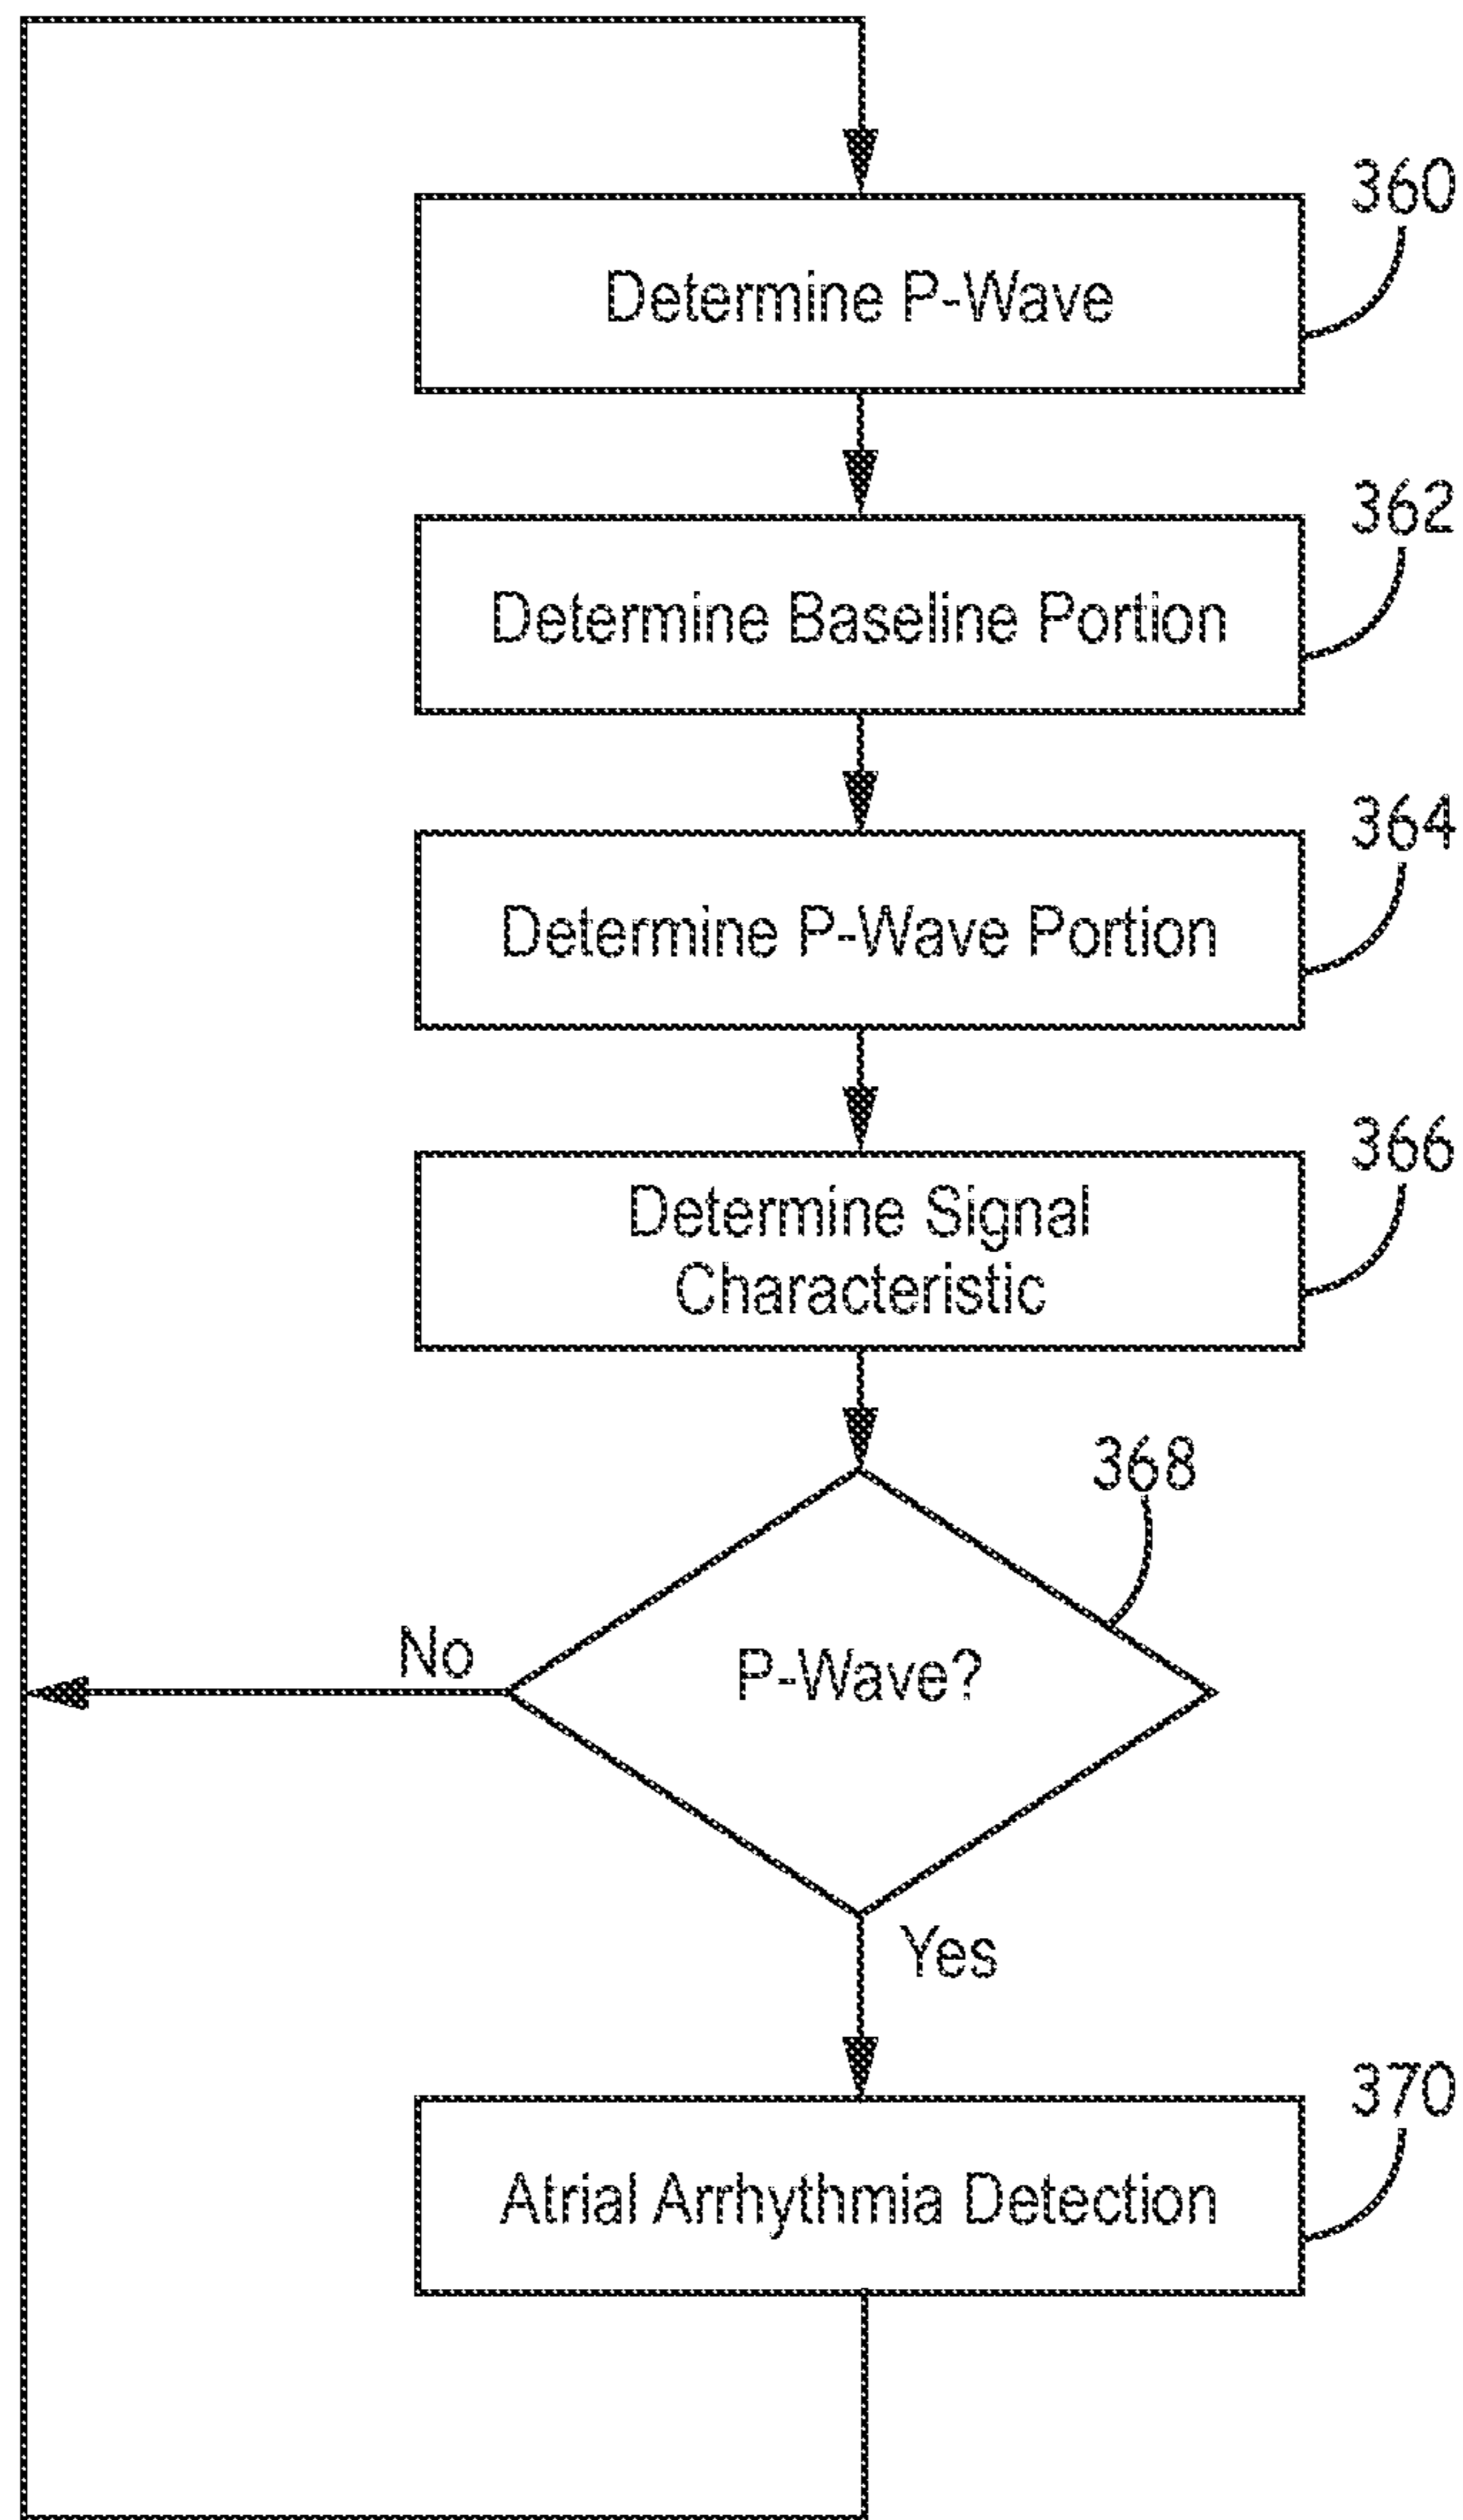 360
Determine P-Wave
362
Determine Baseline Portion
364
Determine P-Wave Portion
366
Determine Signal
Characteristic
368
No
P-Wave?
Yes
370
Atrial Arrhythmia Detection